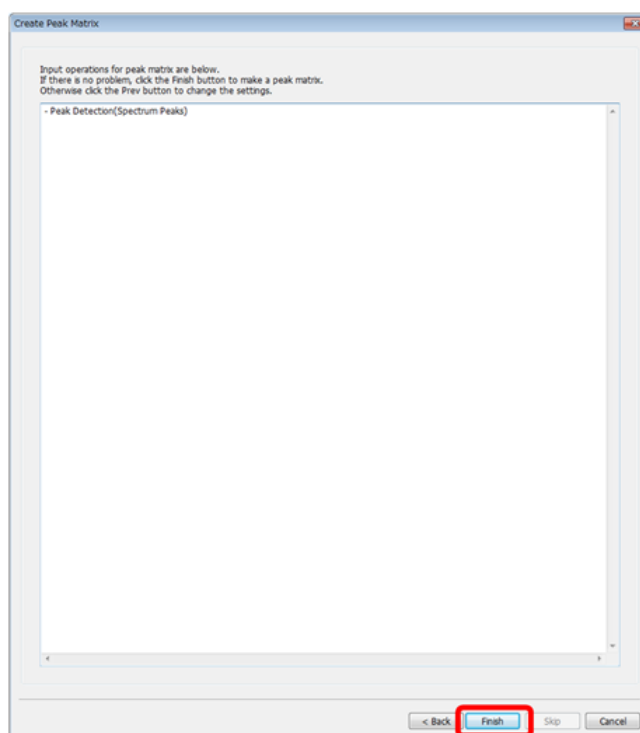 Create Peak Matrix
Input operations for peak matrix are below.
If there is no problem, click the Finish button to make a peak matrix.
Otherwise click the Prev button to change the settings.
- Peak Detection(Spectrum Peaks)
< Back Finish Skip Cancel